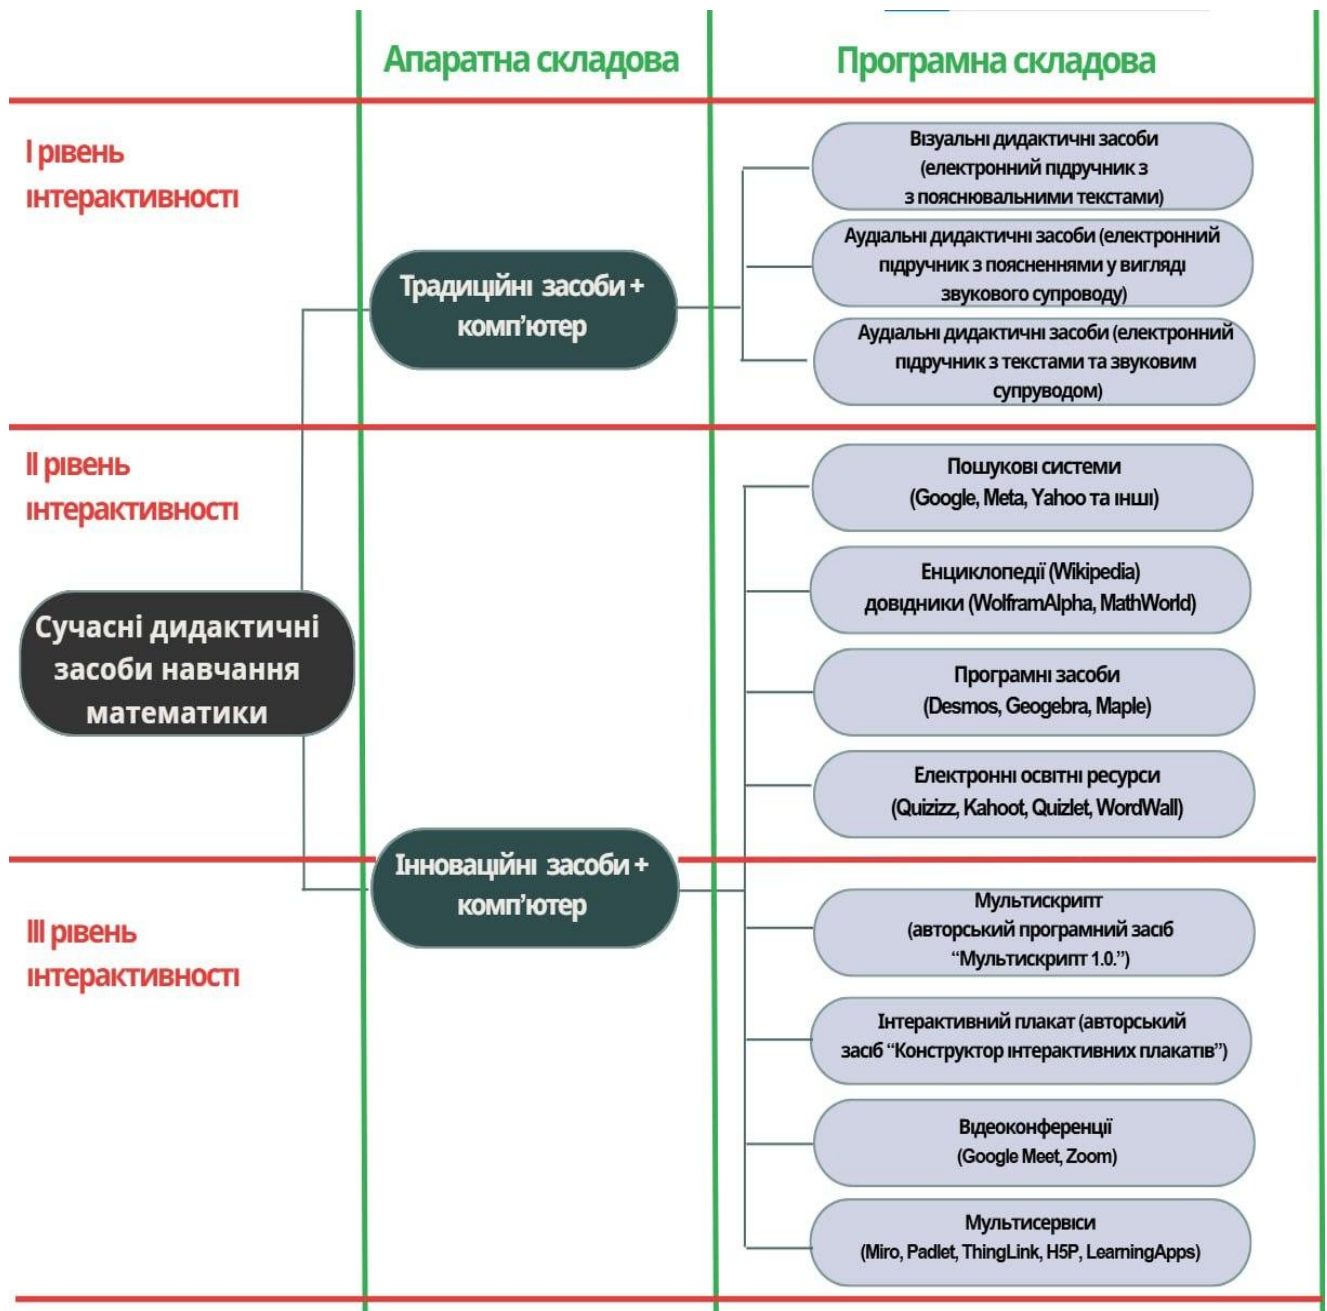 Апаратна складова
Програмна складова
І рівень
інтерактивності
Візуальні дидактичні засоби
(електронний підручник з
з пояснювальними текстами)
Аудіальні дидактичні засоби (електронний
підручник з поясненнями у вигляді
звукового супроводу)
Традиційні засоби +
комп’ютер
Аудіальні дидактичні засоби (електронний
підручник з текстами та звуковим
супруводом)
ІІ рівень
інтерактивності
Пошукові системи
(Google, Meta, Yahoo та інші)
Енциклопедії (Wikipedia)
довідники (WolframAlpha, MathWorld)
Сучасні дидактичні
засоби навчання
математики
Програмні засоби
(Desmos, Geogebra, Maple)
Електронні освітні ресурси
(Quizizz, Kahoot, Quizlet, WordWall)
Інноваційні засоби +
комп’ютер
ІІІ рівень
інтерактивності
Мультискрипт
(авторський програмний засіб
“Мультискрипт 1.0.”)
Інтерактивний плакат (авторський
засіб “Конструктор інтерактивних плакатів”)
Відеоконференції
(Google Meet, Zoom)
Мультисервіси
(Miro, Padlet, ThingLink, H5P, LearningApps)